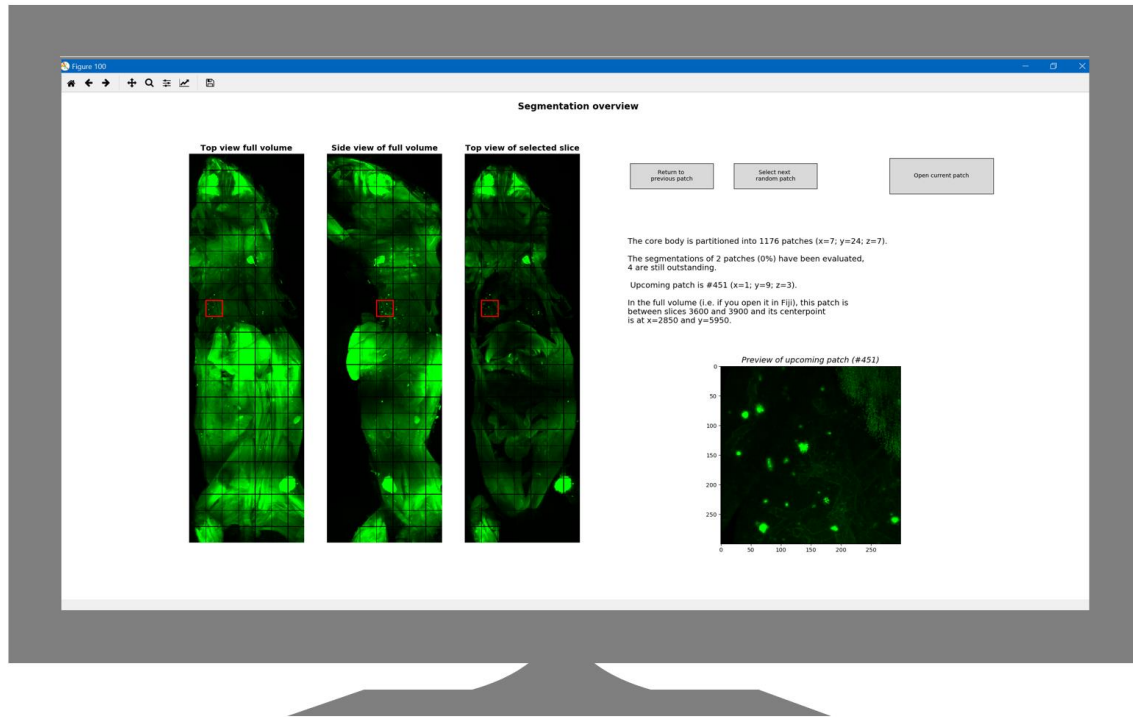 Figure 100
Segmentation overview
Top view full volume
Side view of full volume
Top view of selected slice
Return to
previous patch
Select next
random patch
Open current patch
The core body is partitioned into 1176 patches (x=7; y=24; z=7).
The segmentations of 2 patches (0%) have been evaluated,
4 are still outstanding.
Upcoming patch is #451 (x=1; y=9; z=3).
In the full volume (i.e. if you open it in Fiji), this patch is
between slices 3600 and 3900 and its centerpoint
is at x=2850 and y=5950.
Preview of upcoming patch (#451)
0
50
100
150
200
250
0 50 100 150 200 250